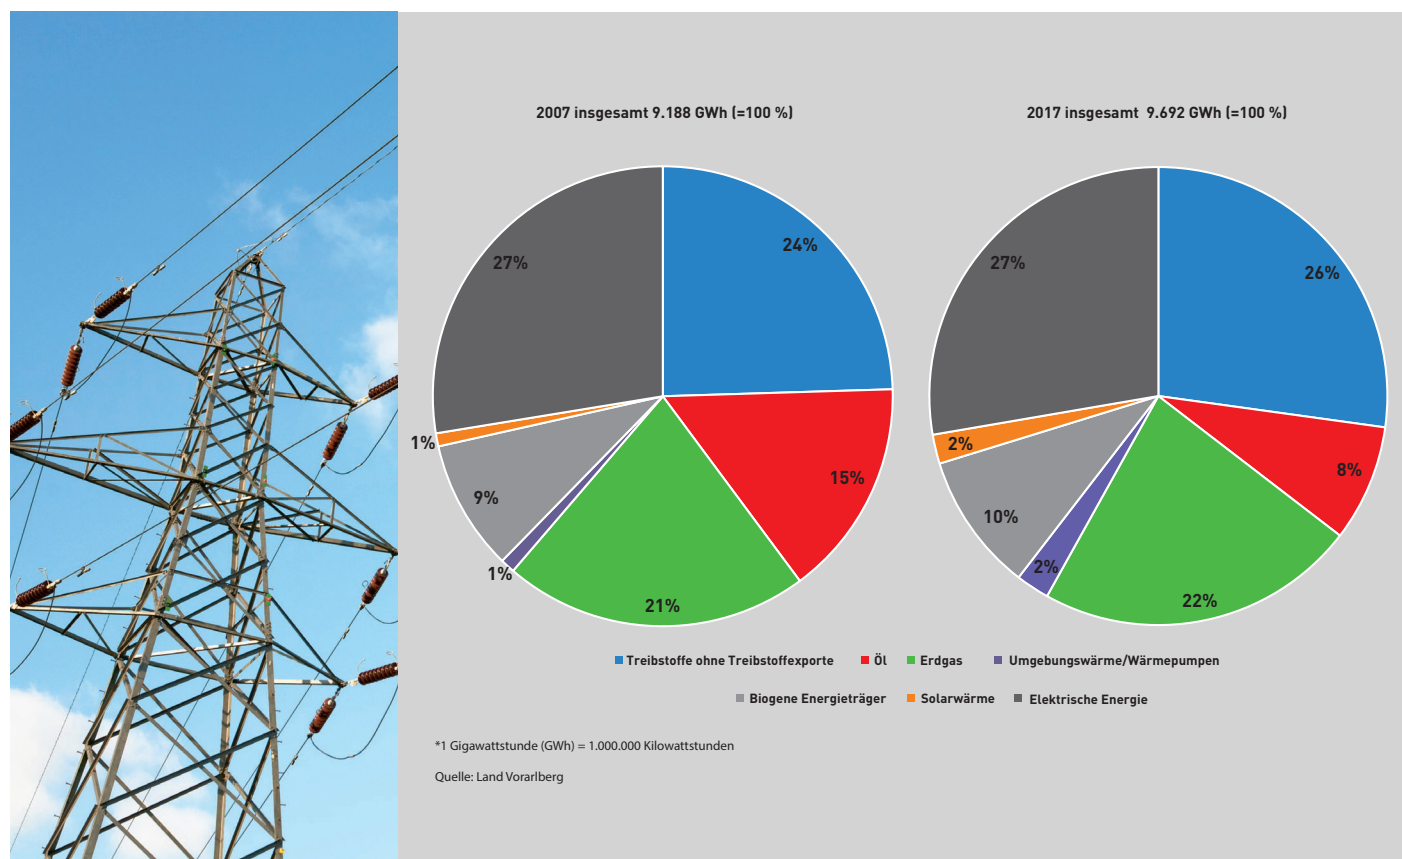 2007 insgesamt 9.188 GWh (=100 %)
2017 insgesamt 9.692 GWh (=100 %)
27%
24%
1%
15%
9%
1%
21%
27%
26%
2%
8%
10%
2%
22%
Treibstoffe ohne Treibstoffexporte Öl Erdgas Umgebungswärme/Wärmepumpen
Biogene Energieträger Solarwärme Elektrische Energie
*1 Gigawattstunde (GWh) = 1.000.000 Kilowattstunden
Quelle: Land Vorarlberg